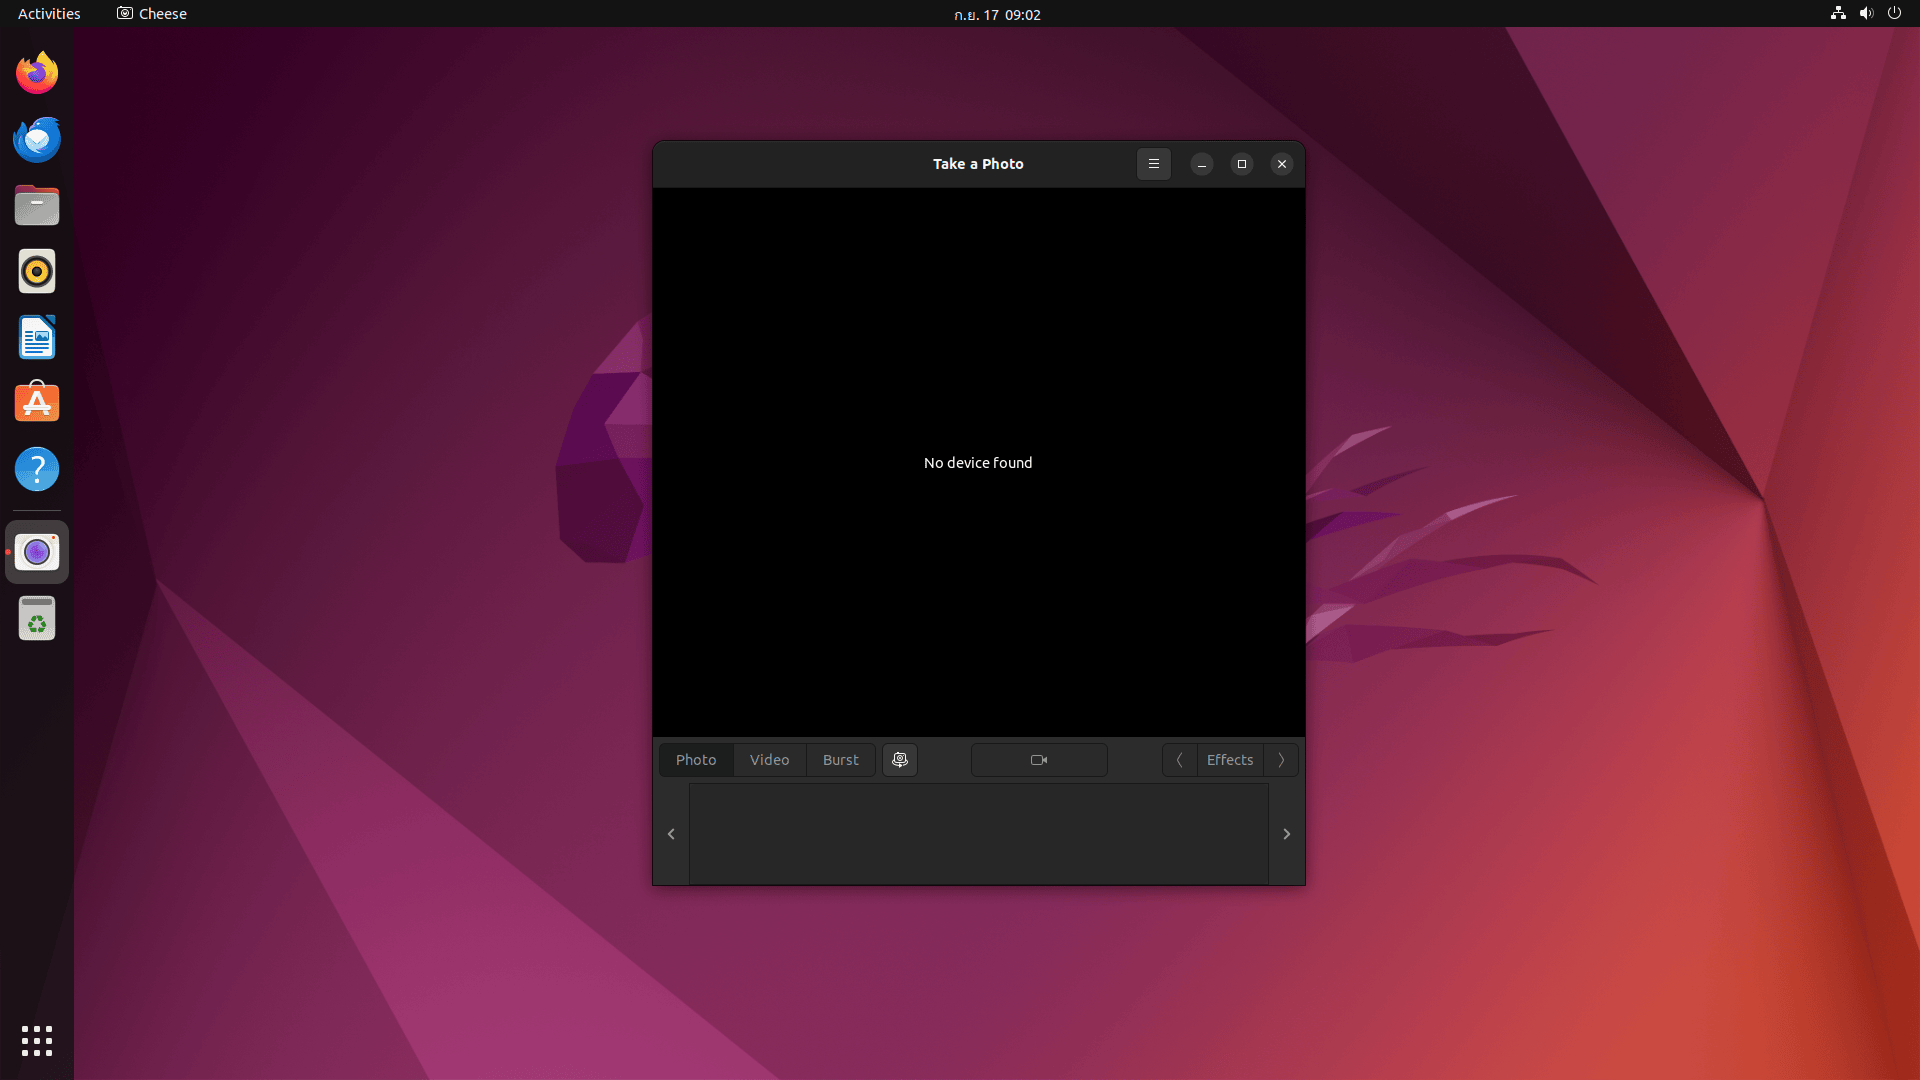 Activities
Cheese
ก.ย. 17 09:02
Take a Photo
No device found
Photo
Video
Burst
Effects